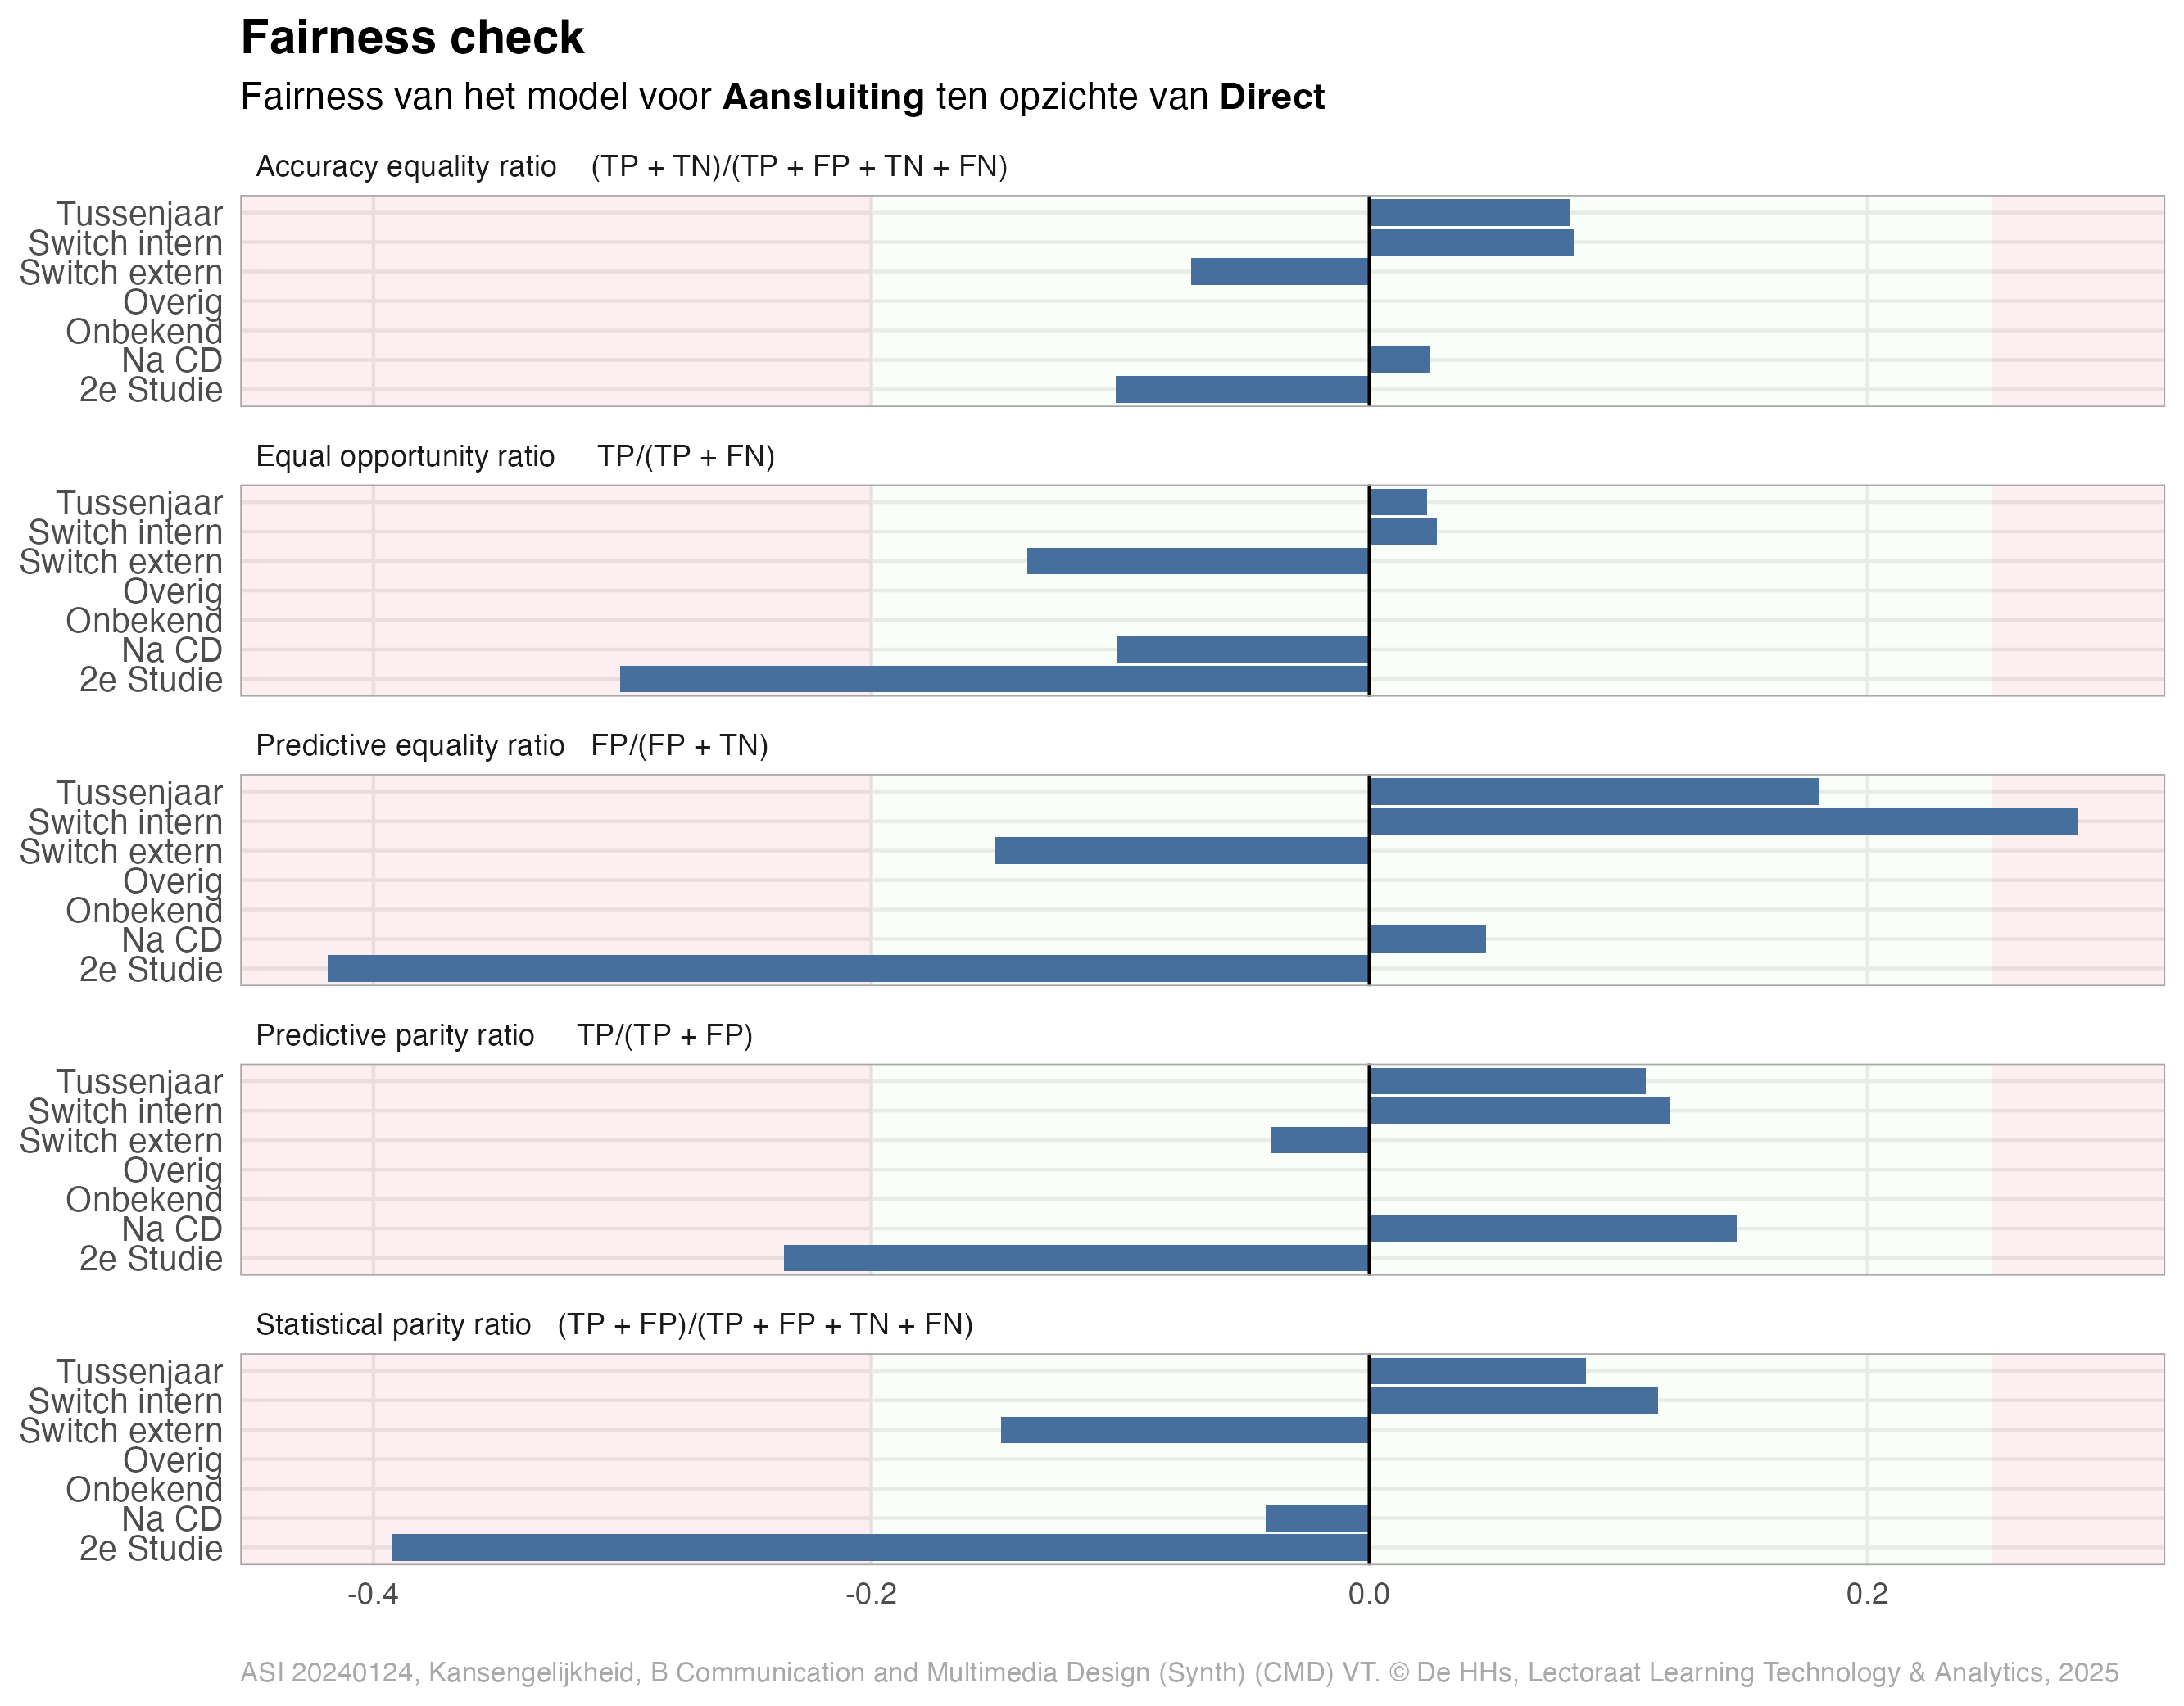 Fairness check
Fairness van het model voor Aansluiting ten opzichte van Direct
Accuracy equality ratio (TP + TN)/(TP + FP + TN + FN)
Tussenjaar
Switch intern
Switch extern
Overig
Onbekend
Na CD
2e Studie
Equal opportunity ratio TP/(TP + FN)
Tussenjaar
Switch intern
Switch extern
Overig
Onbekend
Na CD
2e Studie
Predictive equality ratio FP/(FP + TN)
Tussenjaar
Switch intern
Switch extern
Overig
Onbekend
Na CD
2e Studie
Predictive parity ratio TP/(TP + FP)
Tussenjaar
Switch intern
Switch extern
Overig
Onbekend
Na CD
2e Studie
Statistical parity ratio (TP + FP)/(TP + FP + TN + FN)
Tussenjaar
Switch intern
Switch extern
Overig
Onbekend
Na CD
2e Studie
-0.4 -0.2 0.0 0.2
ASI 20240124, Kansengelijkheid, B Communication and Multimedia Design (Synth) (CMD) VT. © De HHs, Lectoraat Learning Technology & Analytics, 2025